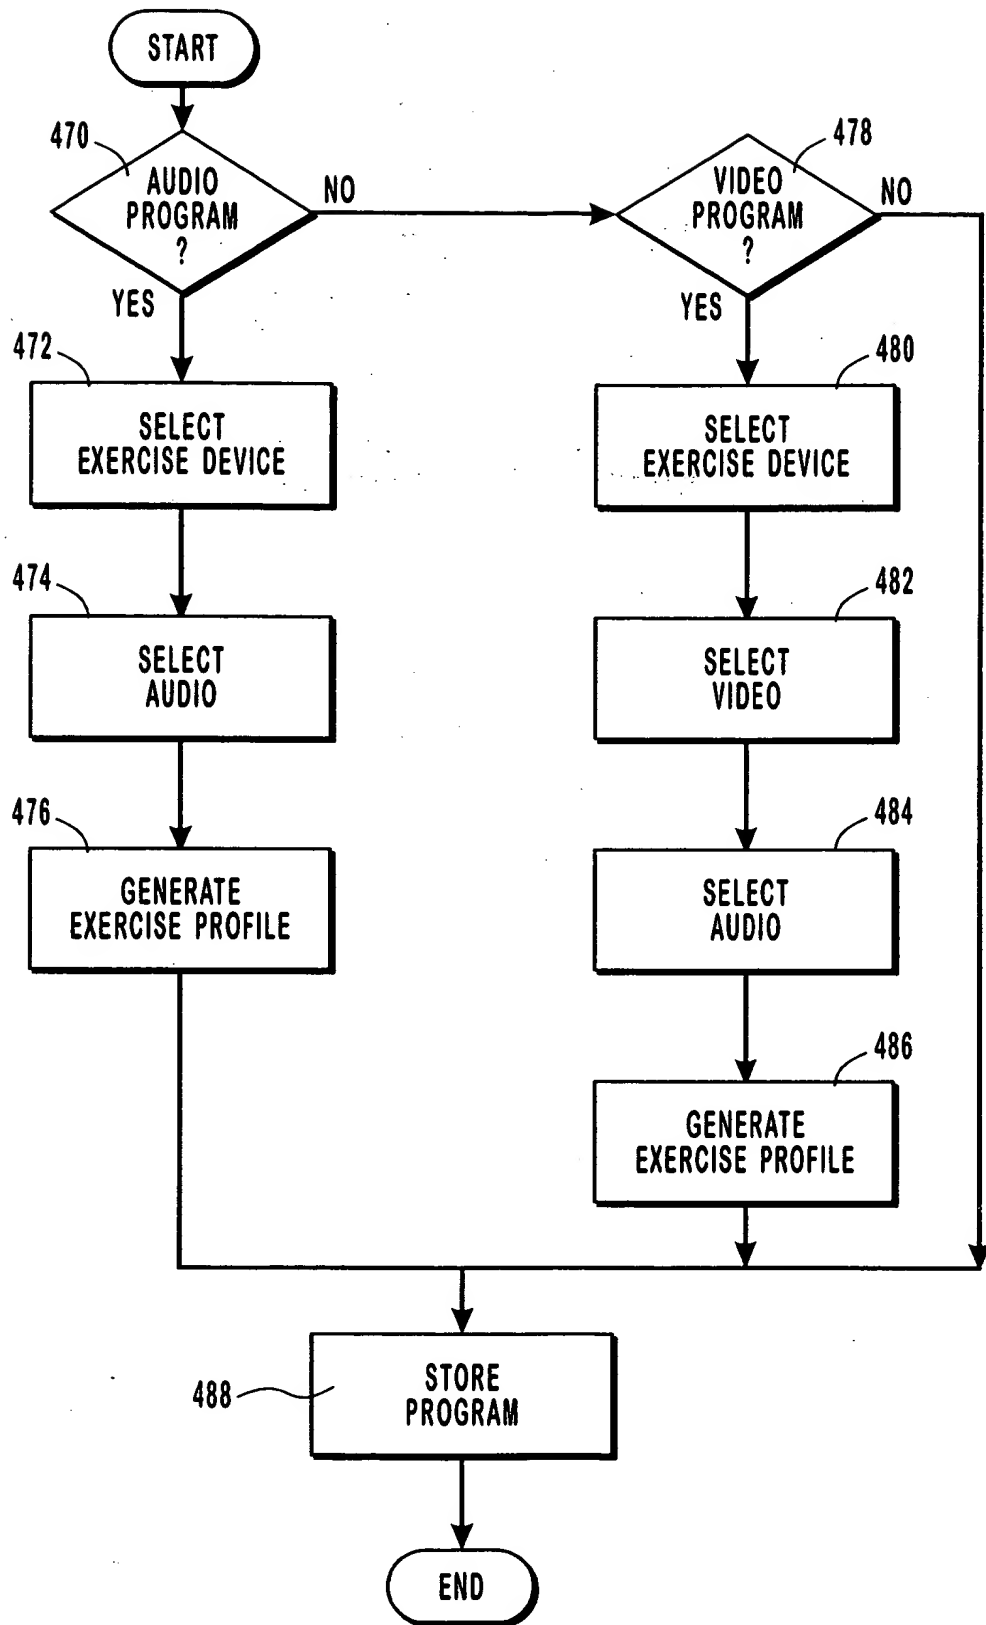 START
470
AUDIO
PROGRAM
?
NO
YES
478
VIDEO
PROGRAM
?
NO
YES
472
SELECT
EXERCISE DEVICE
474
SELECT
AUDIO
476
GENERATE
EXERCISE PROFILE
480
SELECT
EXERCISE DEVICE
482
SELECT
VIDEO
484
SELECT
AUDIO
486
GENERATE
EXERCISE PROFILE
488
STORE
PROGRAM
END